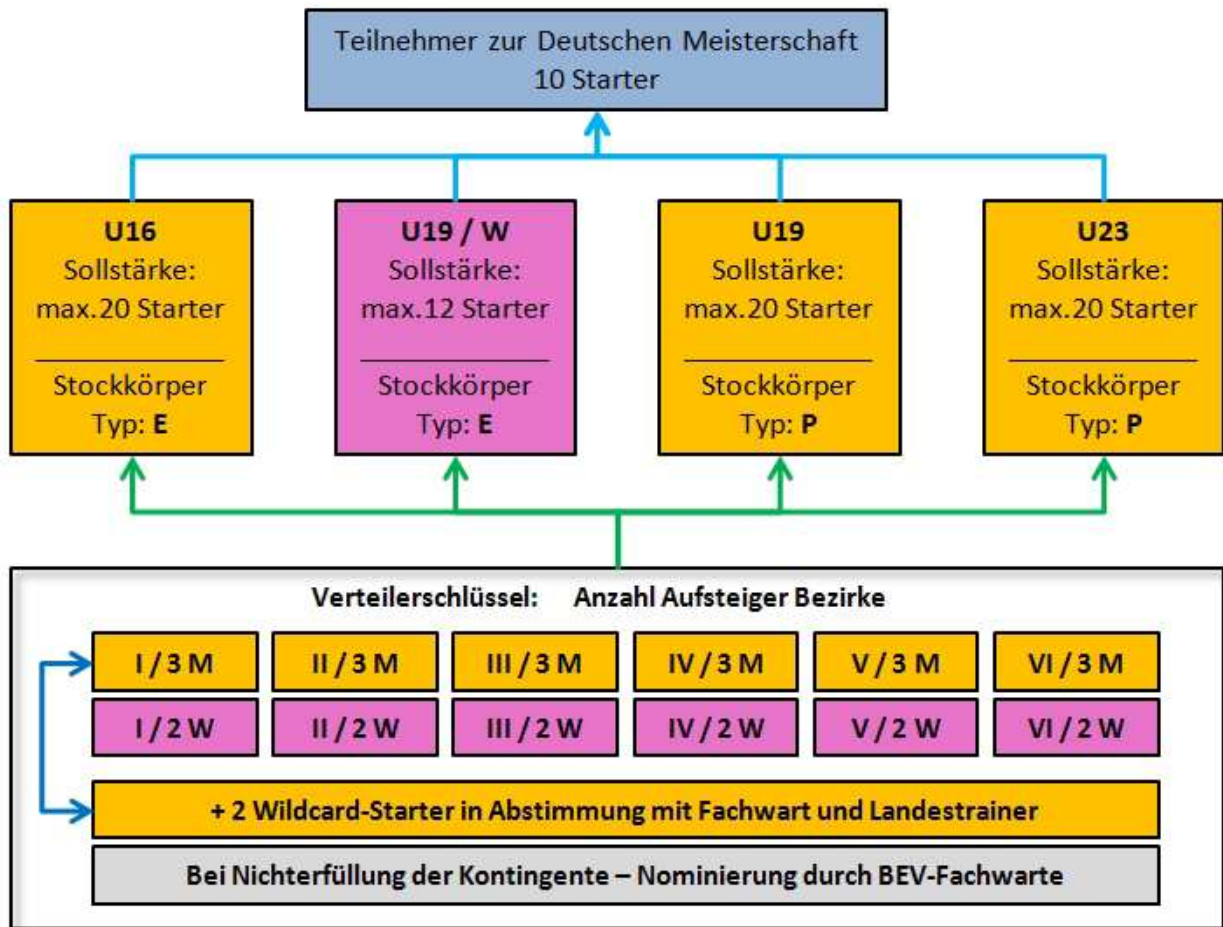 Teilnehmer zur Deutschen Meisterschaft
10 Starter
U16
Sollstärke:
max.20 Starter
Stockkörper
Typ: E
U19 / W
Sollstärke:
max.12 Starter
Stockkörper
Typ: E
U19
Sollstärke:
max.20 Starter
Stockkörper
Typ: P
U23
Sollstärke:
max.20 Starter
Stockkörper
Typ: P
Verteilerschlüssel: Anzahl Aufsteiger Bezirke
I / 3 M
II / 3 M
III / 3 M
IV / 3 M
V / 3 M
VI / 3 M
I / 2 W
II / 2 W
III / 2 W
IV / 2 W
V / 2 W
VI / 2 W
+ 2 Wildcard-Starter in Abstimmung mit Fachwart und Landestrainer
Bei Nichterfüllung der Kontingente – Nominierung durch BEV-Fachwarte